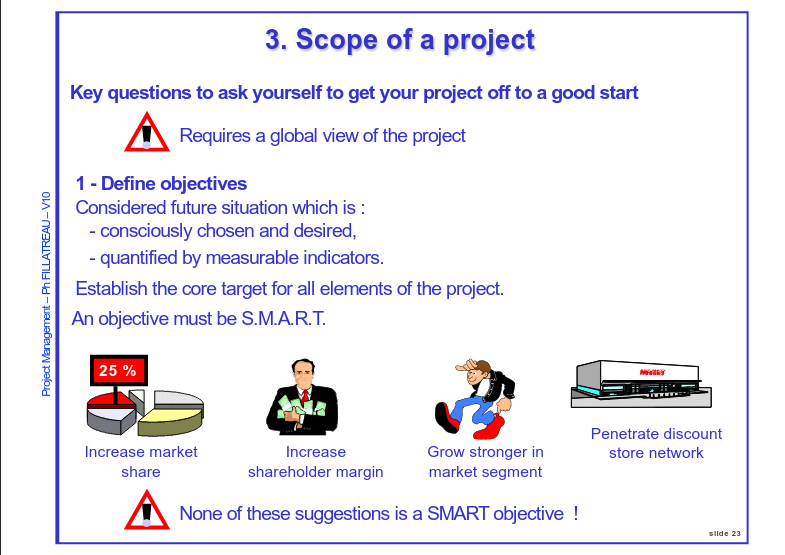 3. Scope of a project
Key questions to ask yourself to get your project off to a good start
Requires a global view of the project
1 - Define objectives
Considered future situation which is :
- consciously chosen and desired,
- quantified by measurable indicators.
Establish the core target for all elements of the project.
An objective must be S.M.A.R.T.
25 %
Increase market
share
Increase
shareholder margin
Grow stronger in
market segment
Penetrate discount
store network
None of these suggestions is a SMART objective !
slide 23
Project Management – Ph FILLATREAU – V10